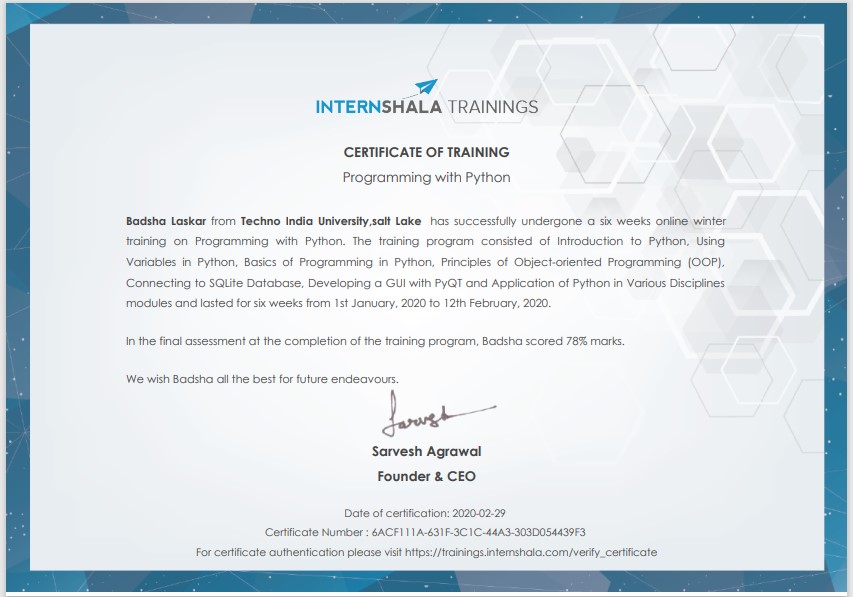 INTERNSHALA TRAININGS
CERTIFICATE OF TRAINING
Programming with Python
Badsha Laskar from Techno India University,salt Lake has successfully undergone a six weeks online winter
training on Programming with Python. The training program consisted of Introduction to Python, Using
Variables in Python, Basics of Programming in Python, Principles of Object-oriented Programming (OOP),
Connecting to SQLite Database, Developing a GUI with PyQT and Application of Python in Various Disciplines
modules and lasted for six weeks from 1st January, 2020 to 12th February, 2020.
In the final assessment at the completion of the training program, Badsha scored 78% marks.
We wish Badsha all the best for future endeavours.
Sarvesh
Sarvesh Agrawal
Founder & CEO
Date of certification: 2020-02-29
Certificate Number : 6ACF111A-631F-3C1C-44A3-303D054439F3
For certificate authentication please visit https://trainings.internshala.com/verify_certificate